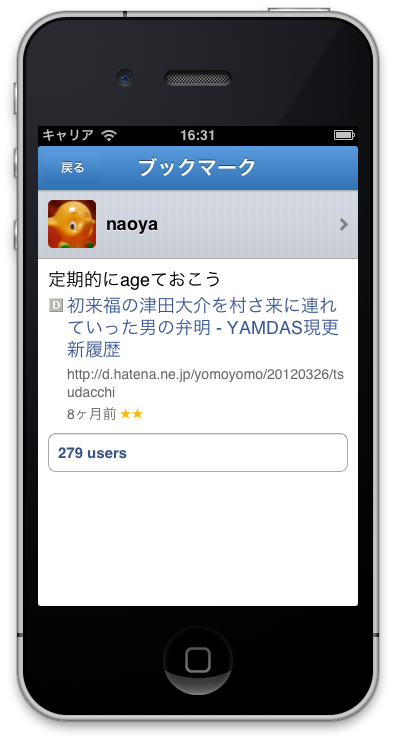 キャリア 16:31
戻る ブックマーク
naoya
定期的にageておこう
D 初来福の津田大介を村さ来に連れ
ていった男の弁明 - YAMDAS現更
新履歴
http://d.hatena.ne.jp/yomoyomo/20120326/ts
udacchi
8ヶ月前 ★★
279 users